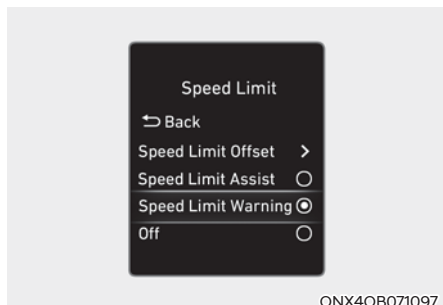 Speed Limit
Back
Speed Limit Offset >
Speed Limit Assist
Speed Limit Warning
Off
ONX4OB071097